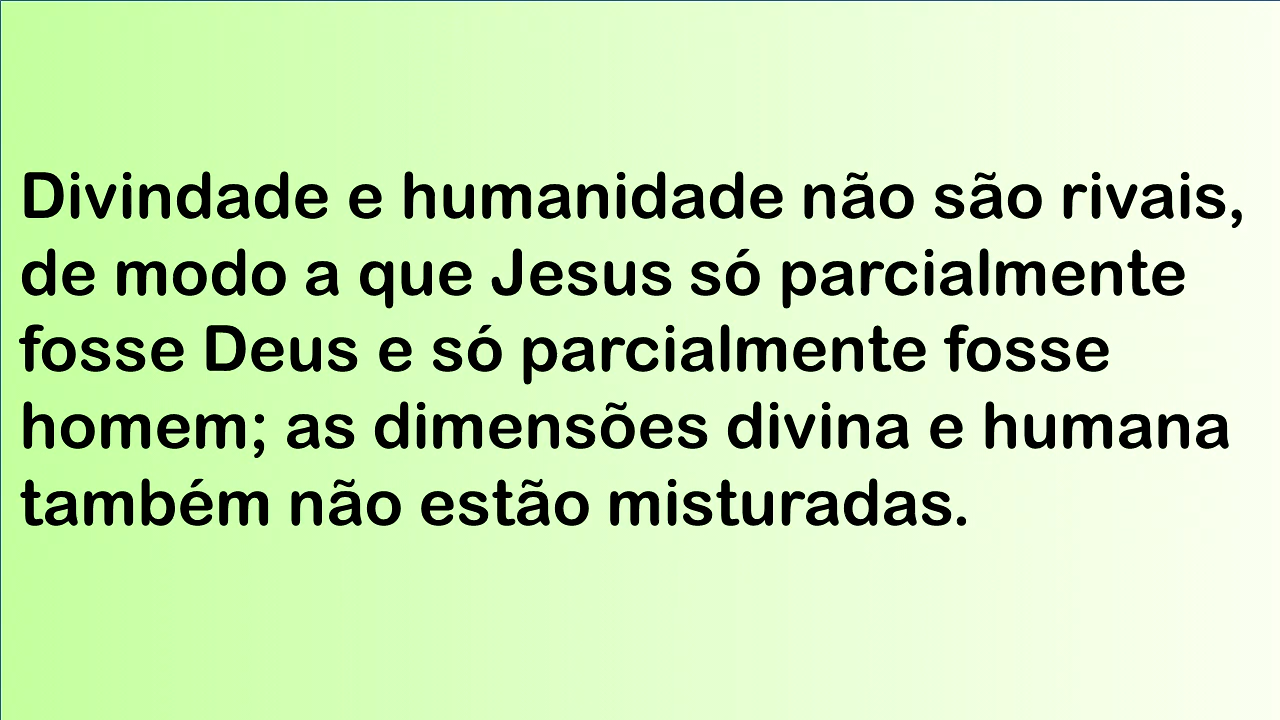 Divindade e humanidade não são rivais,
de modo a que Jesus só parcialmente
fosse Deus e só parcialmente fosse
homem; as dimensões divina e humana
também não estão misturadas.